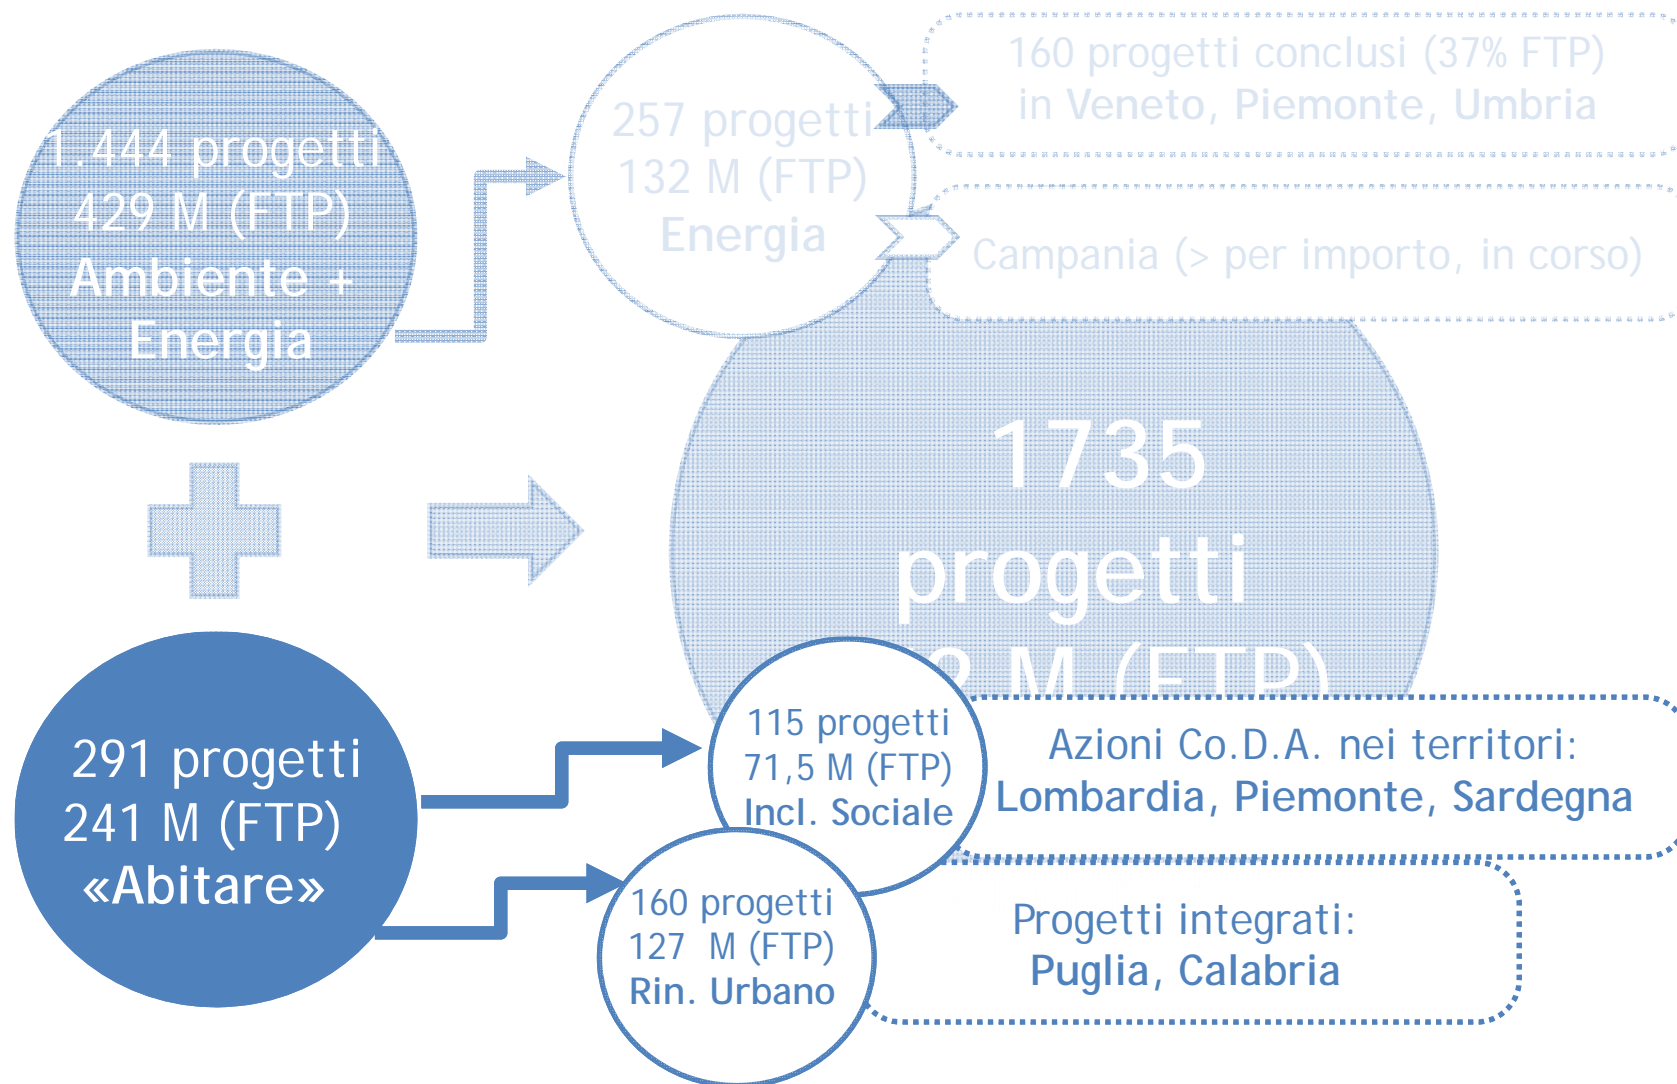 1.444 progetti
429 M (FTP)
Ambiente +
Energia
257 progetti
132 M (FTP)
Energia
160 progetti conclusi (37% FTP)
in Veneto, Piemonte, Umbria
Campania (> per importo, in corso)
1735
progetti
2 M (FTP)
291 progetti
241 M (FTP)
«Abitare»
115 progetti
71,5 M (FTP)
Incl. Sociale
Azioni Co.D.A. nei territori:
Lombardia, Piemonte, Sardegna
160 progetti
127 M (FTP)
Rin. Urbano
Progetti integrati:
Puglia, Calabria